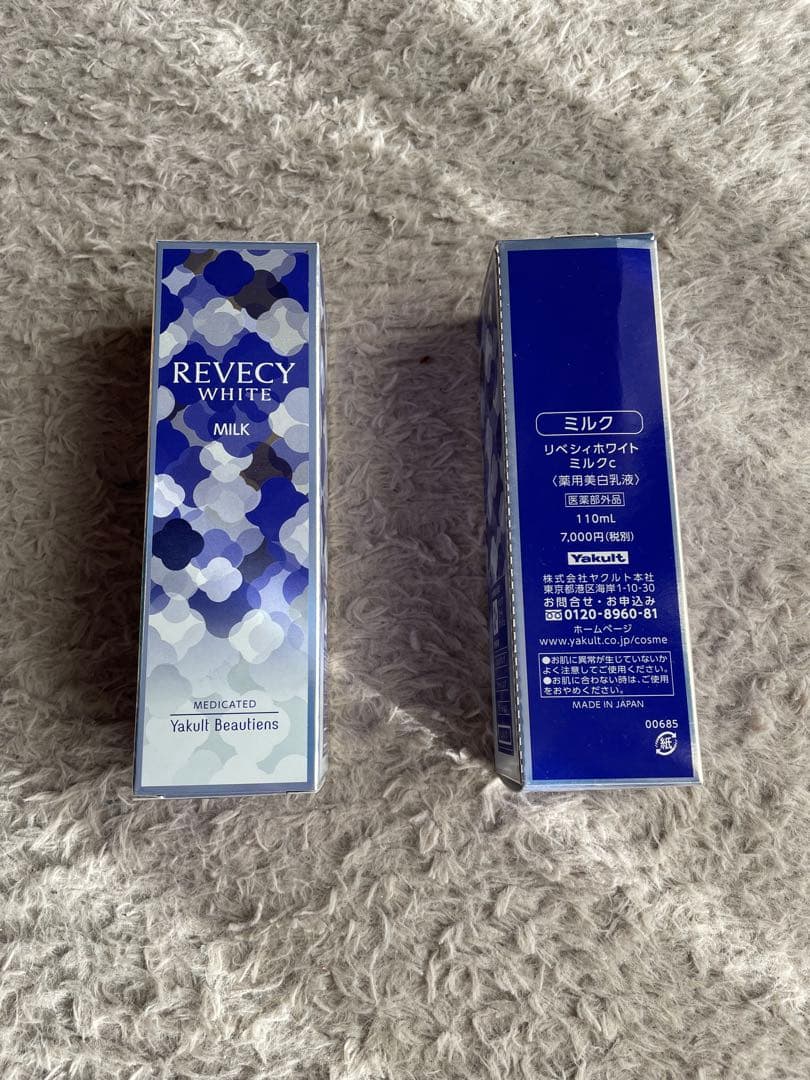 REVECY
WHITE
MILK
MEDICATED
Yakult Beautiens
ミルク
リベシィホワイト
ミルクc
〈薬用美白乳液〉
医薬部外品
110mL
7,000円(税別)
Yakult
株式会社ヤクルト本社
東京都港区海岸1-10-30
お問合せ・お申込み
0120-8960-81
ホームページ
www.yakult.co.jp/cosme
●お肌に異常が生じていないか
よく注意してご使用ください。
●お肌に合わない時は、ご使用
をおやめください。
MADE IN JAPAN
00685
紙